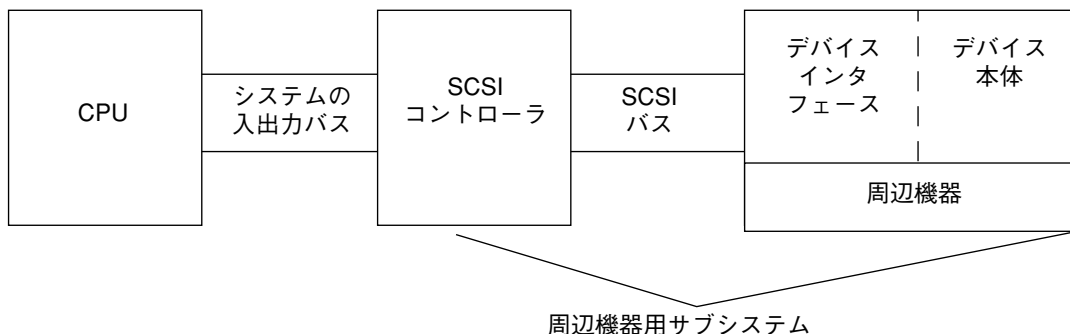 CPU
システムの
入出力バス
SCSI
コントローラ
SCSI
バス
デバイス
インタ
フェース
デバイス
本体
周辺機器
周辺機器用サブシステム